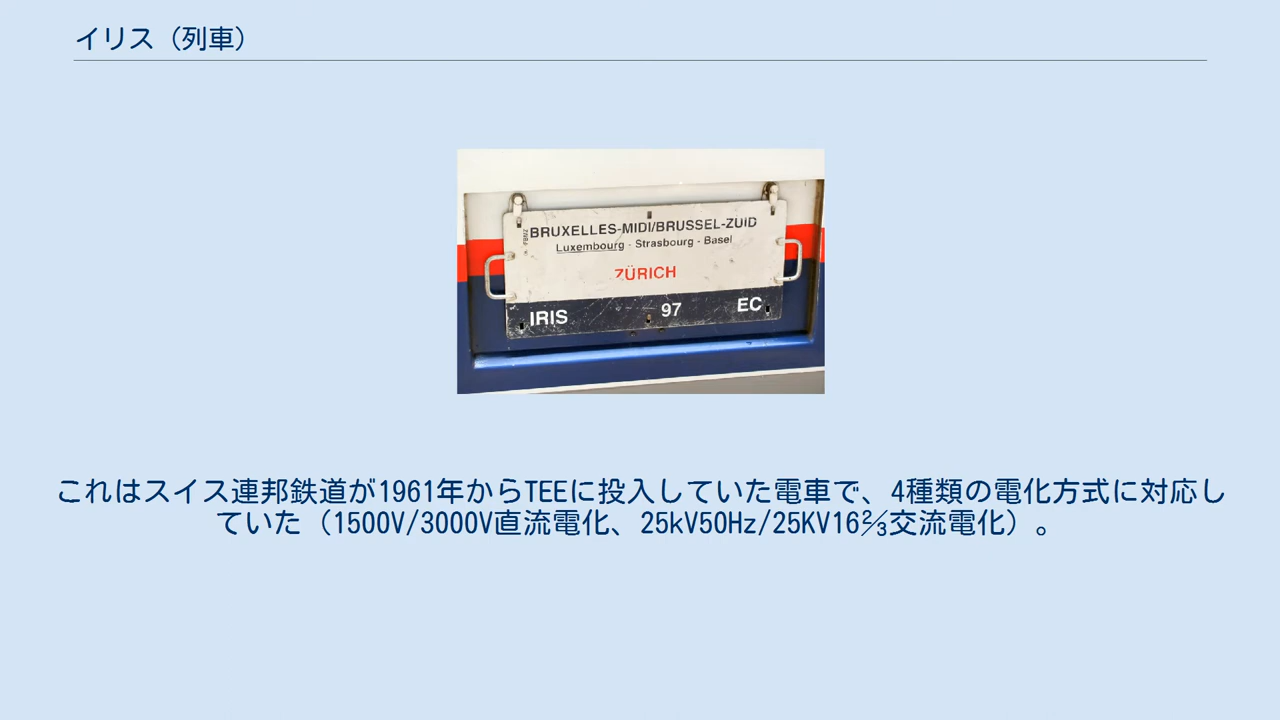 イリス（列車）
BRUXELLES-MIDI/BRUSSEL-ZUID
Luxembourg - Strasbourg - Basel
ZÜRICH
IRIS 97 EC
これはスイス連邦鉄道が1961年からTEEに投入していた電車で、4種類の電化方式に対応し
ていた（1500V/3000V直流電化、25kV50Hz/25KV16⅔交流電化）。